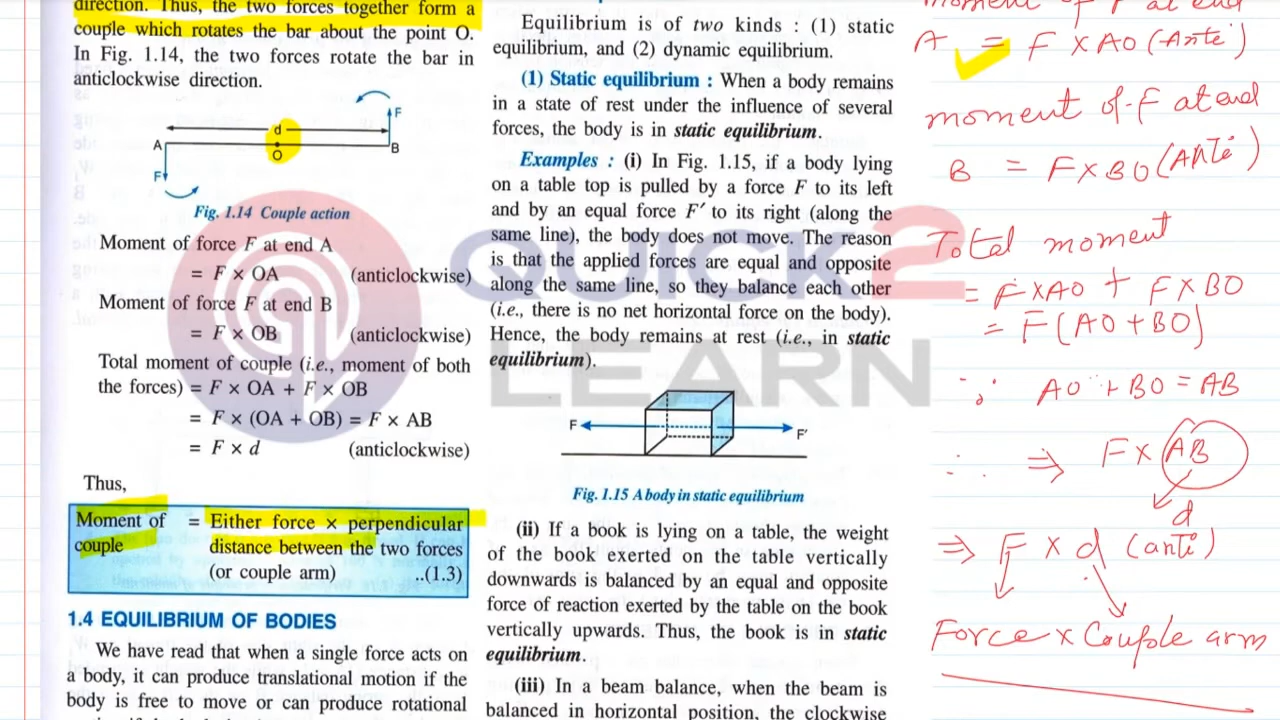 direction. Thus, the two forces together form a
couple which rotates the bar about the point O.
In Fig. 1.14, the two forces rotate the bar in
anticlockwise direction.
F
d
A
B
O
F
Fig. 1.14 Couple action
Moment of force F at end A
= F × OA (anticlockwise)
Moment of force F at end B
= F × OB (anticlockwise)
Total moment of couple (i.e., moment of both
the forces) = F × OA + F × OB
= F × (OA + OB) = F × AB
= F × d (anticlockwise)
Thus,
Moment of = Either force × perpendicular
couple distance between the two forces
(or couple arm) ..(1.3)
1.4 EQUILIBRIUM OF BODIES
We have read that when a single force acts on
a body, it can produce translational motion if the
body is free to move or can produce rotational
Equilibrium is of two kinds : (1) static
equilibrium, and (2) dynamic equilibrium.
(1) Static equilibrium : When a body remains
in a state of rest under the influence of several
forces, the body is in static equilibrium.
Examples : (i) In Fig. 1.15, if a body lying
on a table top is pulled by a force F to its left
and by an equal force F′ to its right (along the
same line), the body does not move. The reason
is that the applied forces are equal and opposite
along the same line, so they balance each other
(i.e., there is no net horizontal force on the body).
Hence, the body remains at rest (i.e., in static
equilibrium).
F
F′
Fig. 1.15 A body in static equilibrium
(ii) If a book is lying on a table, the weight
of the book exerted on the table vertically
downwards is balanced by an equal and opposite
force of reaction exerted by the table on the book
vertically upwards. Thus, the book is in static
equilibrium.
(iii) In a beam balance, when the beam is
balanced in horizontal position, the clockwise
moment of F at end
A = F × AO (Ante)
moment of F at end
B = F × BO (Anti)
Total moment
= F × AO + F × BO
= F (AO + BO)
∵ AO + BO = AB
∴ ⇒ F × AB
d
⇒ F × d (anti)
Force × Couple arm
QUICK2
LEARN